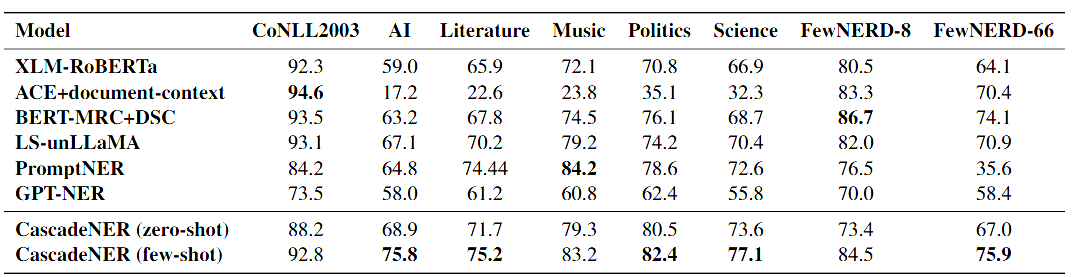 Model CoNLL2003 AI Literature Music Politics Science FewNERD-8 FewNERD-66
XLM-RoBERTa 92.3 59.0 65.9 72.1 70.8 66.9 80.5 64.1
ACE+document-context 94.6 17.2 22.6 23.8 35.1 32.3 83.3 70.4
BERT-MRC+DSC 93.5 63.2 67.8 74.5 76.1 68.7 86.7 74.1
LS-unLLaMA 93.1 67.1 70.2 79.2 74.2 70.4 82.0 70.9
PromptNER 84.2 64.8 74.44 84.2 78.6 72.6 76.5 35.6
GPT-NER 73.5 58.0 61.2 60.8 62.4 55.8 70.0 58.4
CascadeNER (zero-shot) 88.2 68.9 71.7 79.3 80.5 73.6 73.4 67.0
CascadeNER (few-shot) 92.8 75.8 75.2 83.2 82.4 77.1 84.5 75.9